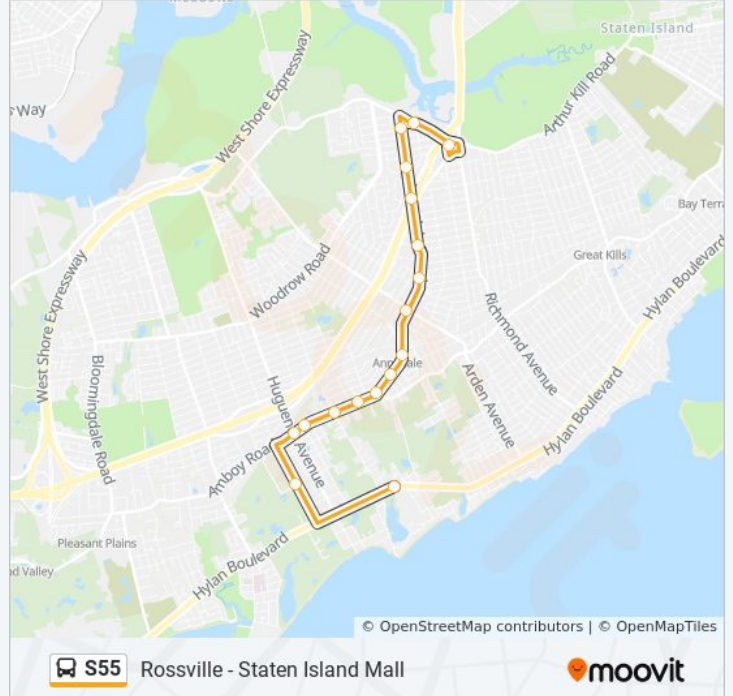 Staten Island
sWay
West Shore Expressway
Arthur Kill Road
Bay Terra
Great Kills
Woodrow Road
Hylan Boulevard
Richmond Avenue
West Shore Expressway
Bloomingdale Road
Annadale
Arden Avenue
Huguenot Avenue
Hylan Boulevard
Amboy Road
Pleasant Plains
nd Valley
Hylan Boulevard
© OpenStreetMap contributors | © OpenMapTiles
S55 Rossville - Staten Island Mall
moovit